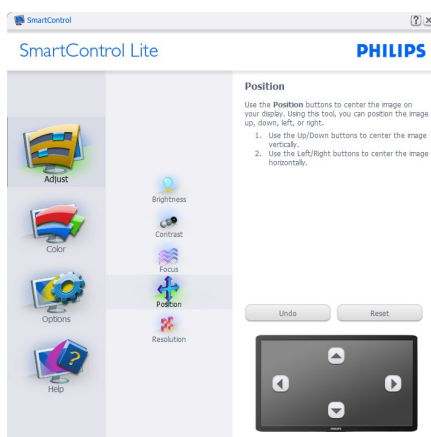 SmartControl
SmartControl Lite
PHILIPS
Adjust
Color
Options
Help
Brightness
Contrast
Focus
Position
Resolution
Position
Use the Position buttons to center the image on
your display. Using this tool, you can position the image
up, down, left, or right.
1. Use the Up/Down buttons to center the image
vertically.
2. Use the Left/Right buttons to center the image
horizontally.
Undo
Reset
PHILIPS